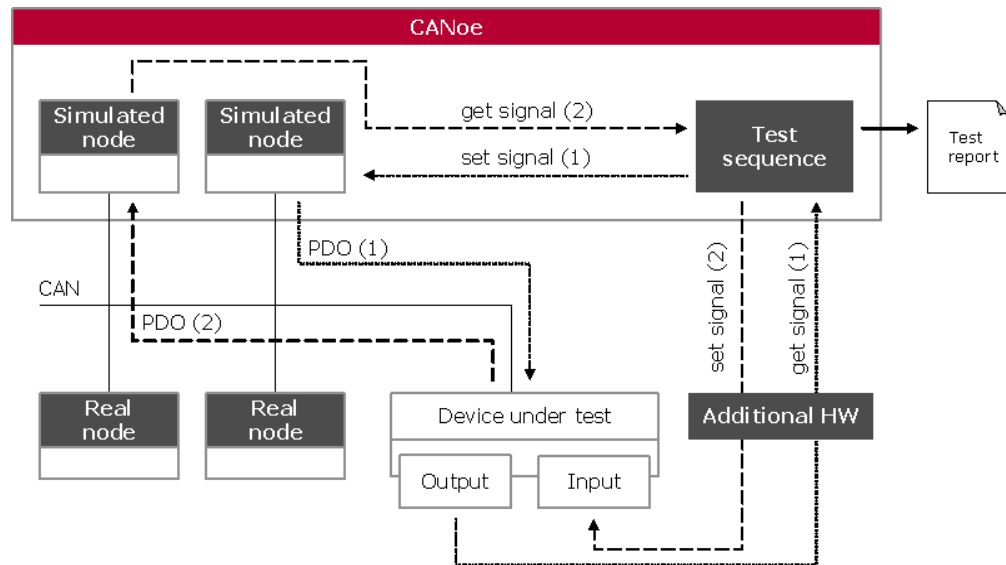 CANoe
Simulated
node
Simulated
node
get signal (2)
set signal (1)
Test
sequence
Test
report
PDO (1)
set signal (2)
get signal (1)
CAN
PDO (2)
Real
node
Real
node
Device under test
Additional HW
Output
Input